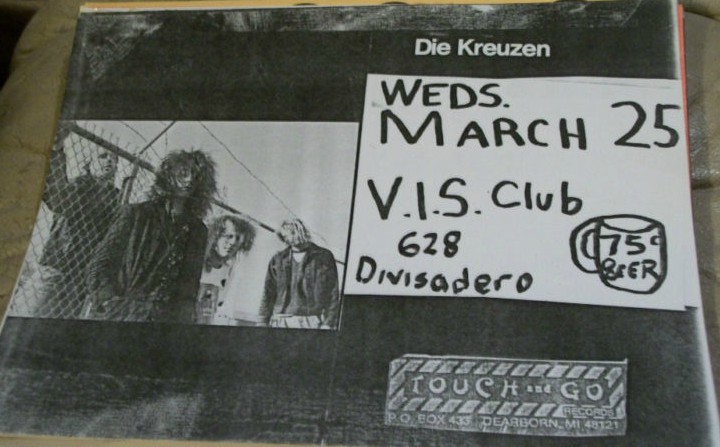 Die Kreuzen
WEDS.
MARCH 25
V.I.S. Club
628
Divisadero
75¢
BEER
TOUCH and GO
RECORDS
P.O. BOX 433 DEARBORN, MI 48121